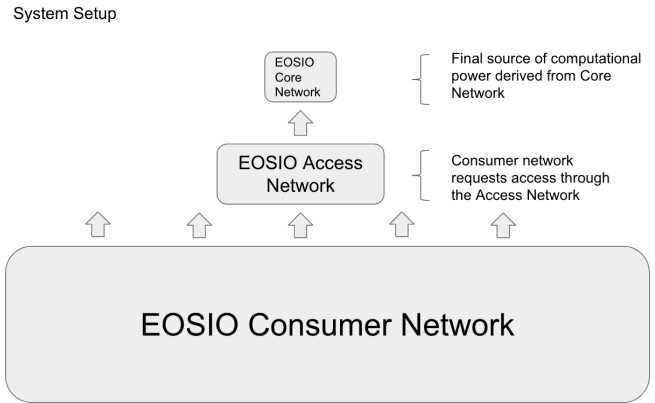 System Setup
EOSIO
Core
Network
Final source of computational
power derived from Core
Network
EOSIO Access
Network
Consumer network
requests access through
the Access Network
EOSIO Consumer Network